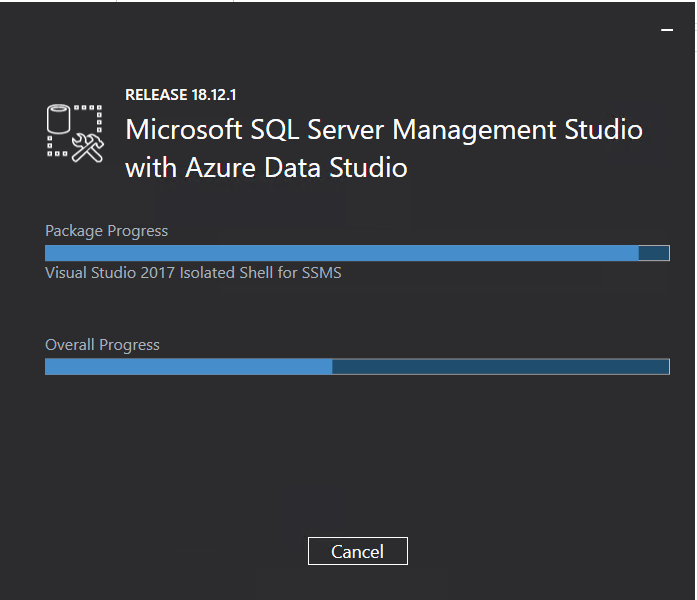 RELEASE 18.12.1
Microsoft SQL Server Management Studio
with Azure Data Studio
Package Progress
Visual Studio 2017 Isolated Shell for SSMS
Overall Progress
Cancel